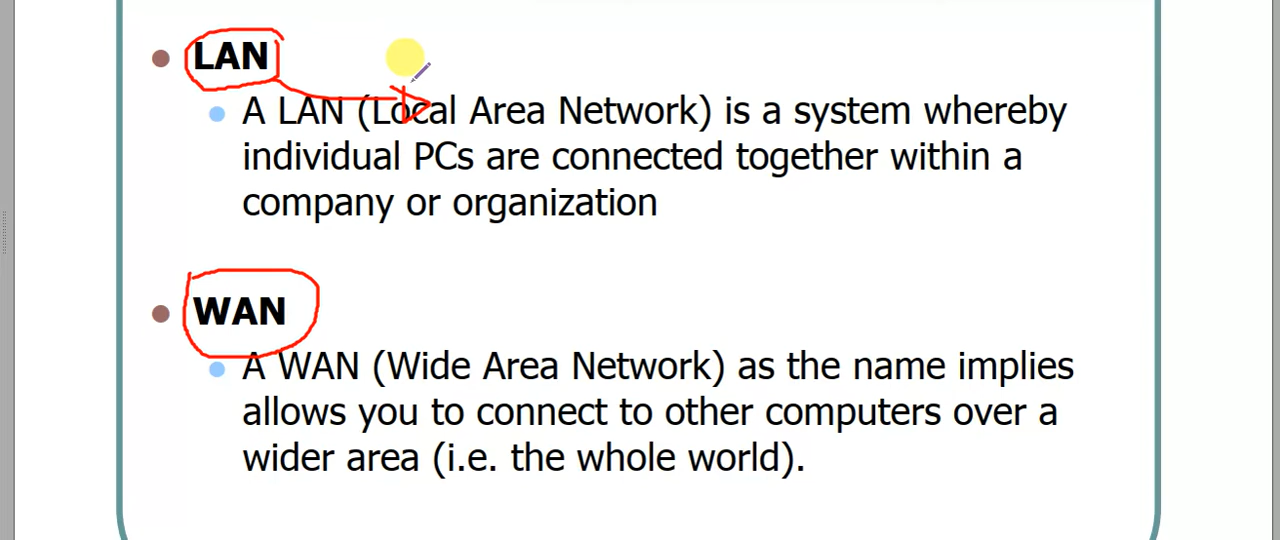 LAN
A LAN (Local Area Network) is a system whereby
individual PCs are connected together within a
company or organization
WAN
A WAN (Wide Area Network) as the name implies
allows you to connect to other computers over a
wider area (i.e. the whole world).